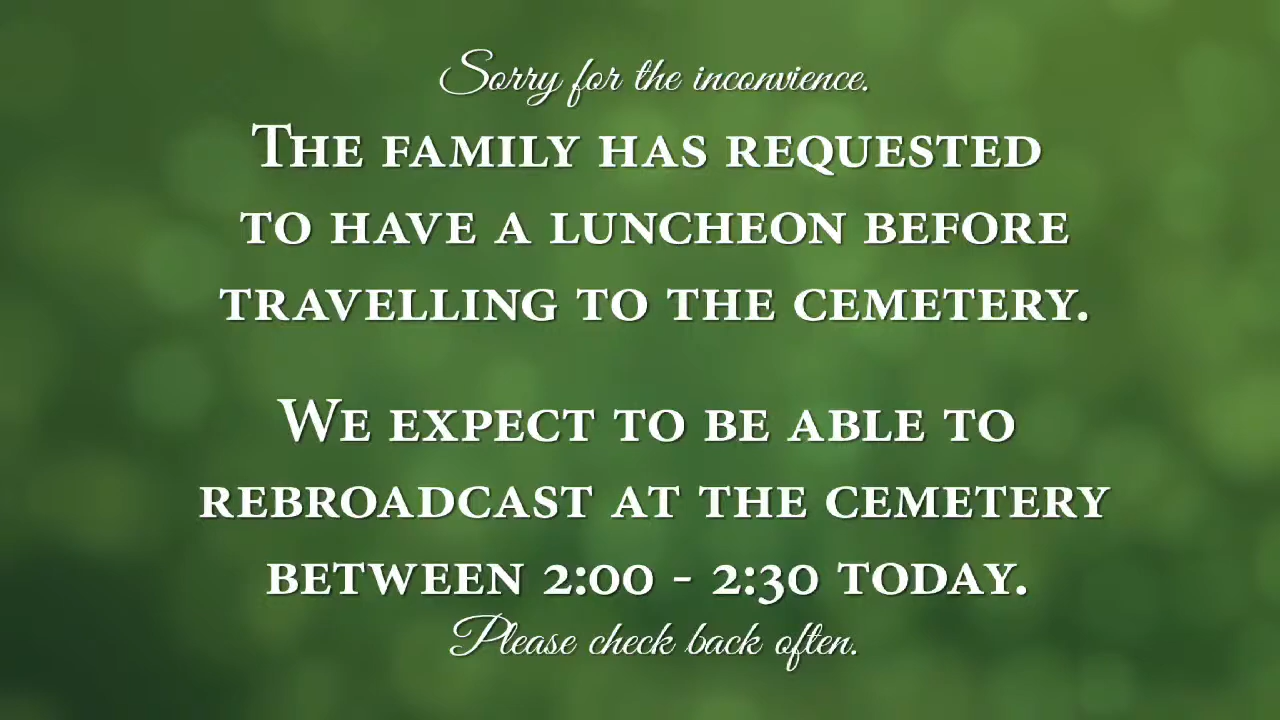 Sorry for the inconvience.
The family has requested
to have a luncheon before
travelling to the cemetery.
We expect to be able to
rebroadcast at the cemetery
between 2:00 - 2:30 today.
Please check back often.